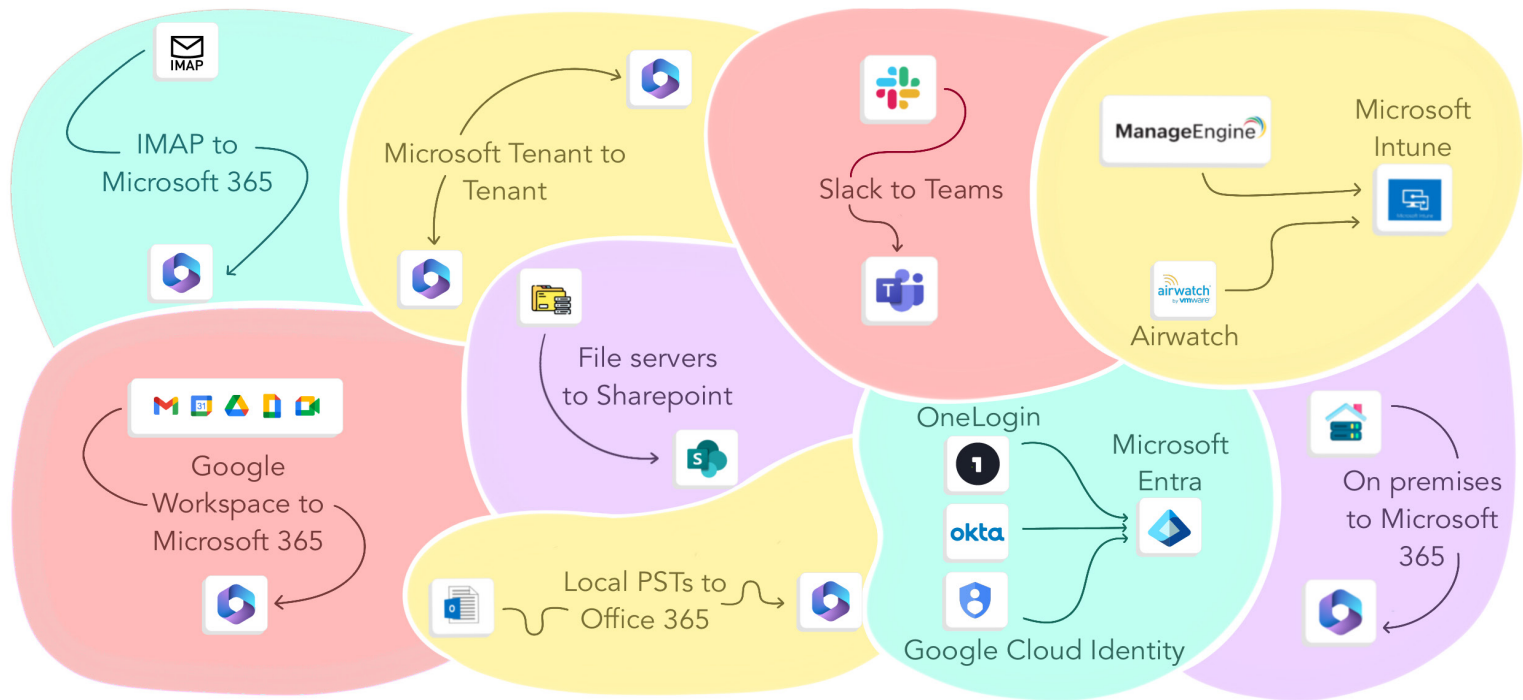 IMAP
IMAP to
Microsoft 365
Microsoft Tenant to
Tenant
Slack to Teams
T
ManageEngine
Microsoft
Intune
airwatch
by vmware
Airwatch
File servers
to Sharepoint
S
31
Google
Workspace to
Microsoft 365
Local PSTs to
Office 365
OneLogin
1
okta
Google Cloud Identity
Microsoft
Entra
On premises
to Microsoft
365